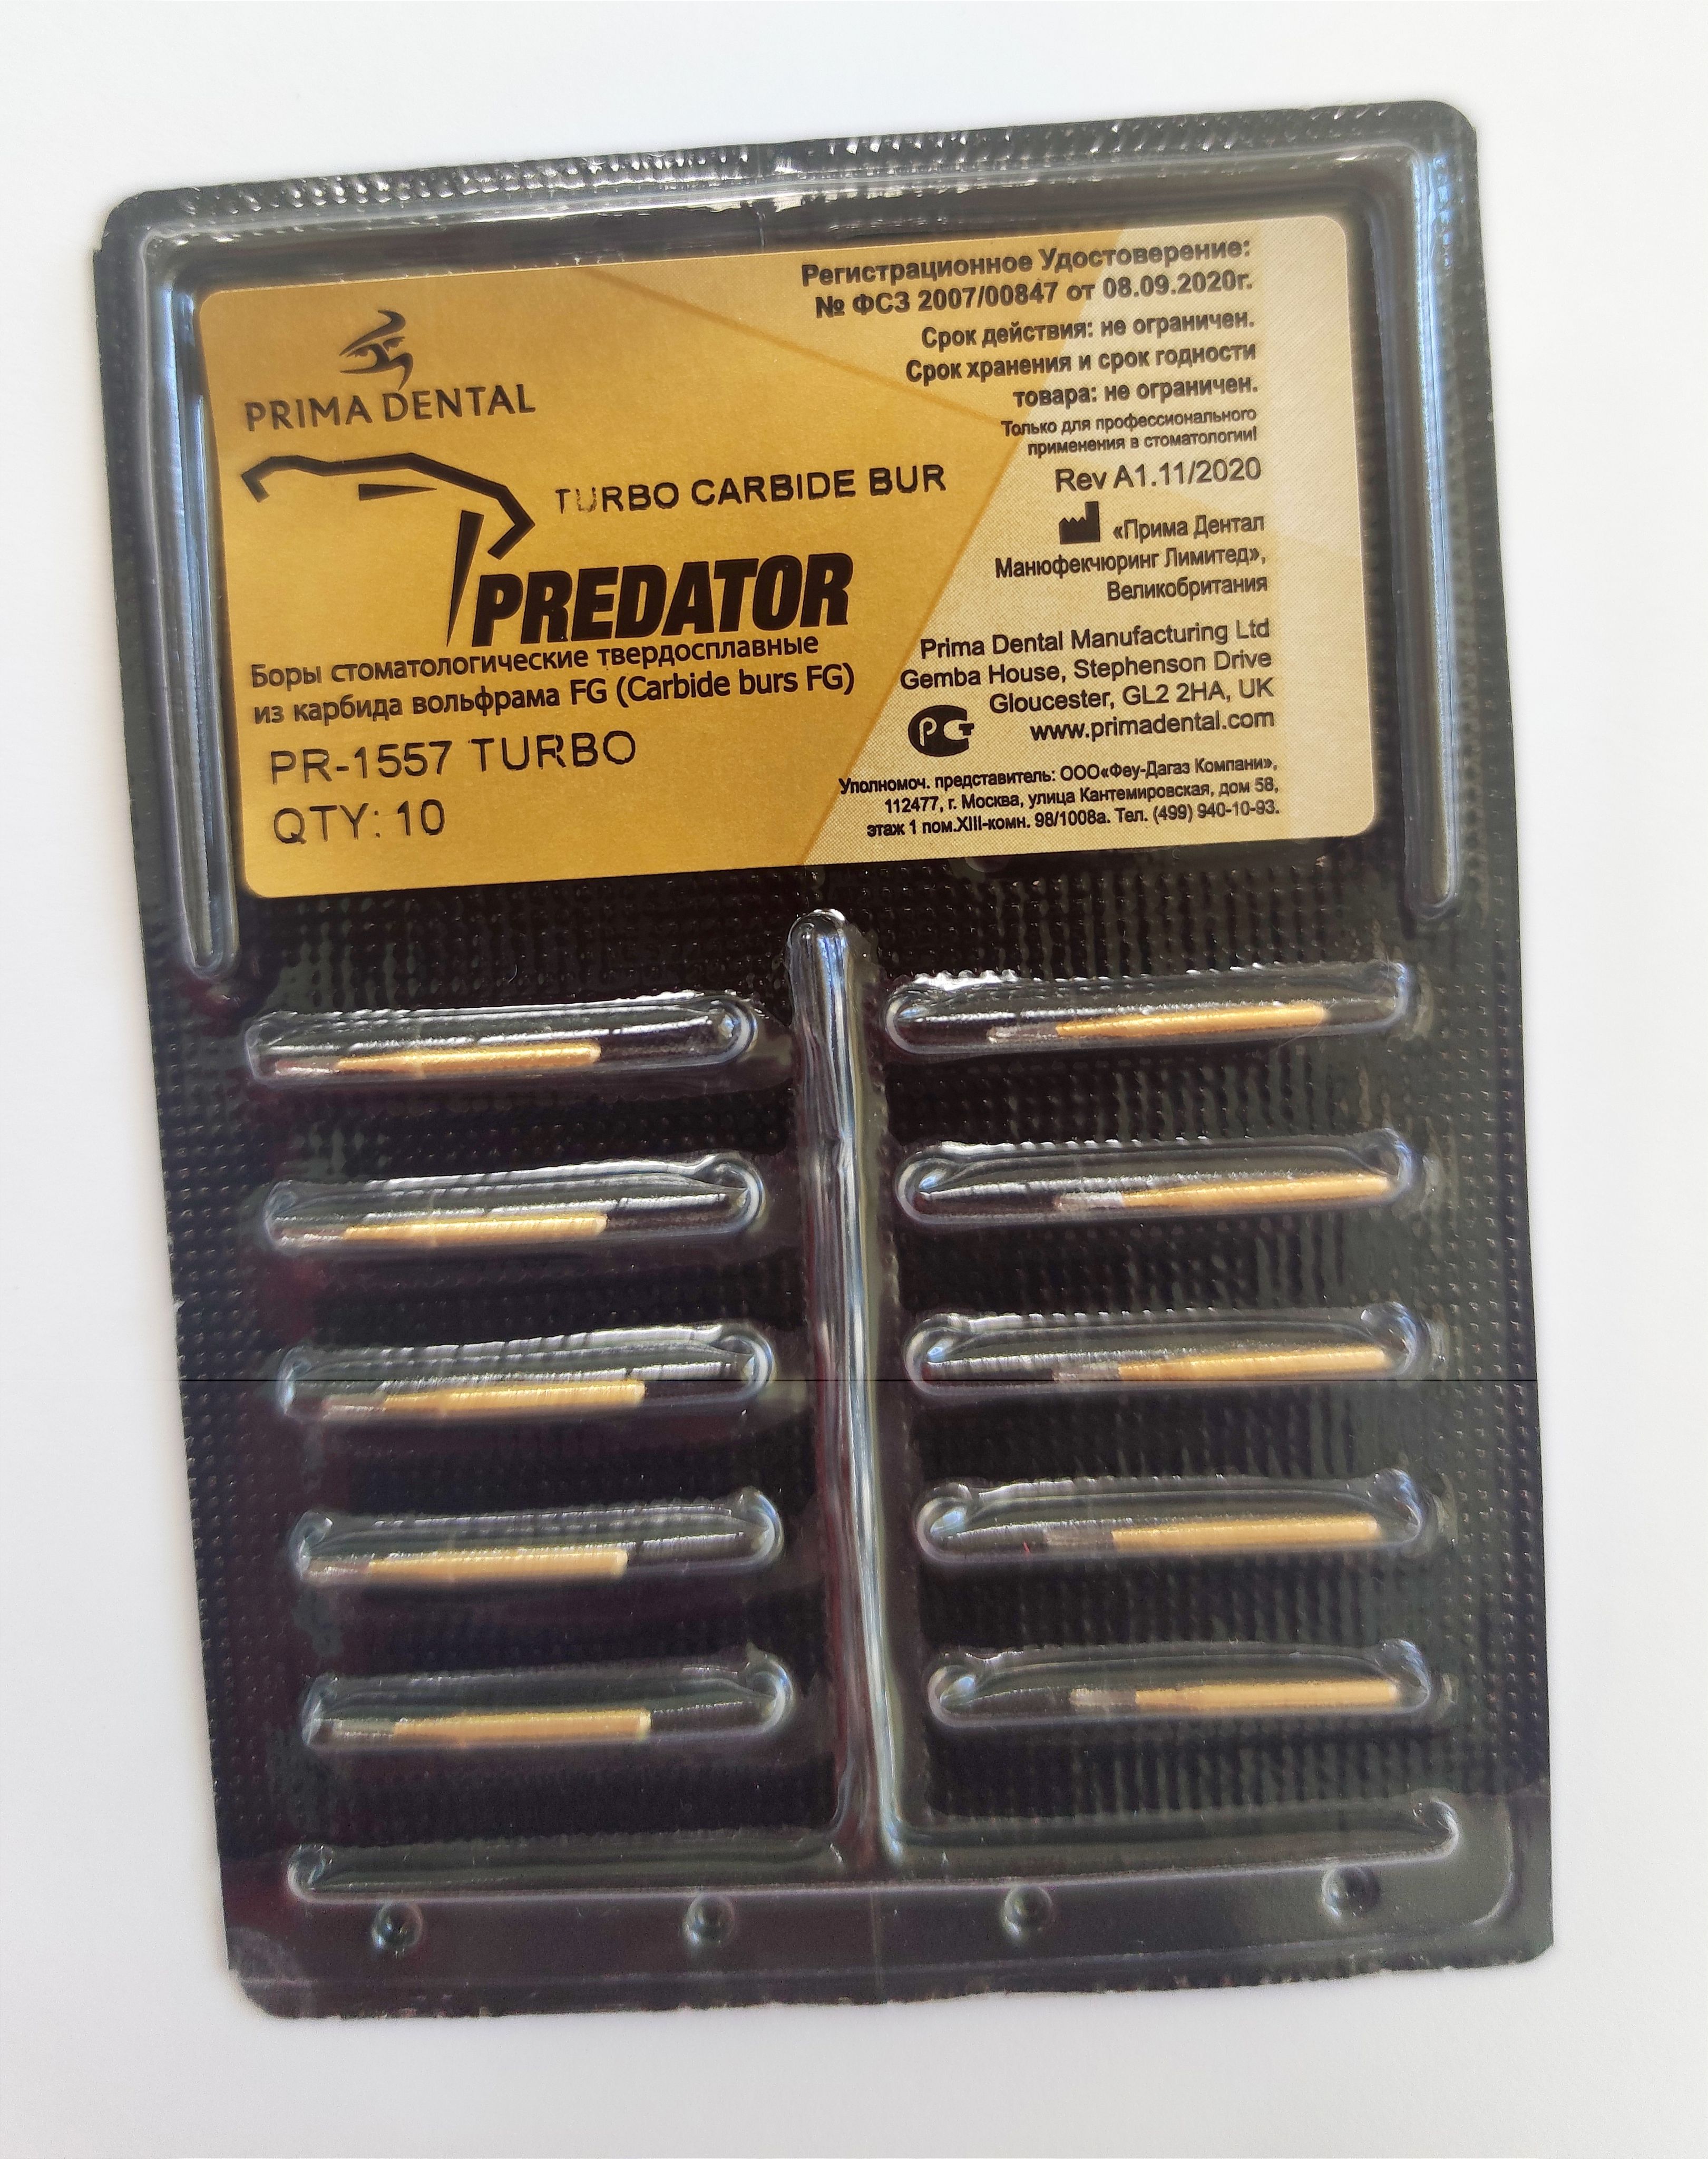 PRIMA DENTAL
TURBO CARBIDE BUR
PREDATOR
Боры стоматологические твердосплавные
из карбида вольфрама FG (Carbide burs FG)
PR-1557 TURBO
QTY: 10
Регистрационное Удостоверение:
№ ФСЗ 2007/00847 от 08.09.2020г.
Срок действия: не ограничен.
Срок хранения и срок годности
товара: не ограничен.
Только для профессионального
применения в стоматологии!
Rev A1.11/2020
«Прима Дентал
Манюфекчюринг Лимитед»,
Великобритания
Prima Dental Manufacturing Ltd
Gemba House, Stephenson Drive
Gloucester, GL2 2HA, UK
www.primadental.com
Уполномоч. представитель: ООО«Феу-Дагаз Компани»,
112477, г. Москва, улица Кантемировская, дом 58,
этаж 1 пом.XIII-комн. 98/1008а. Тел. (499) 940-10-93.